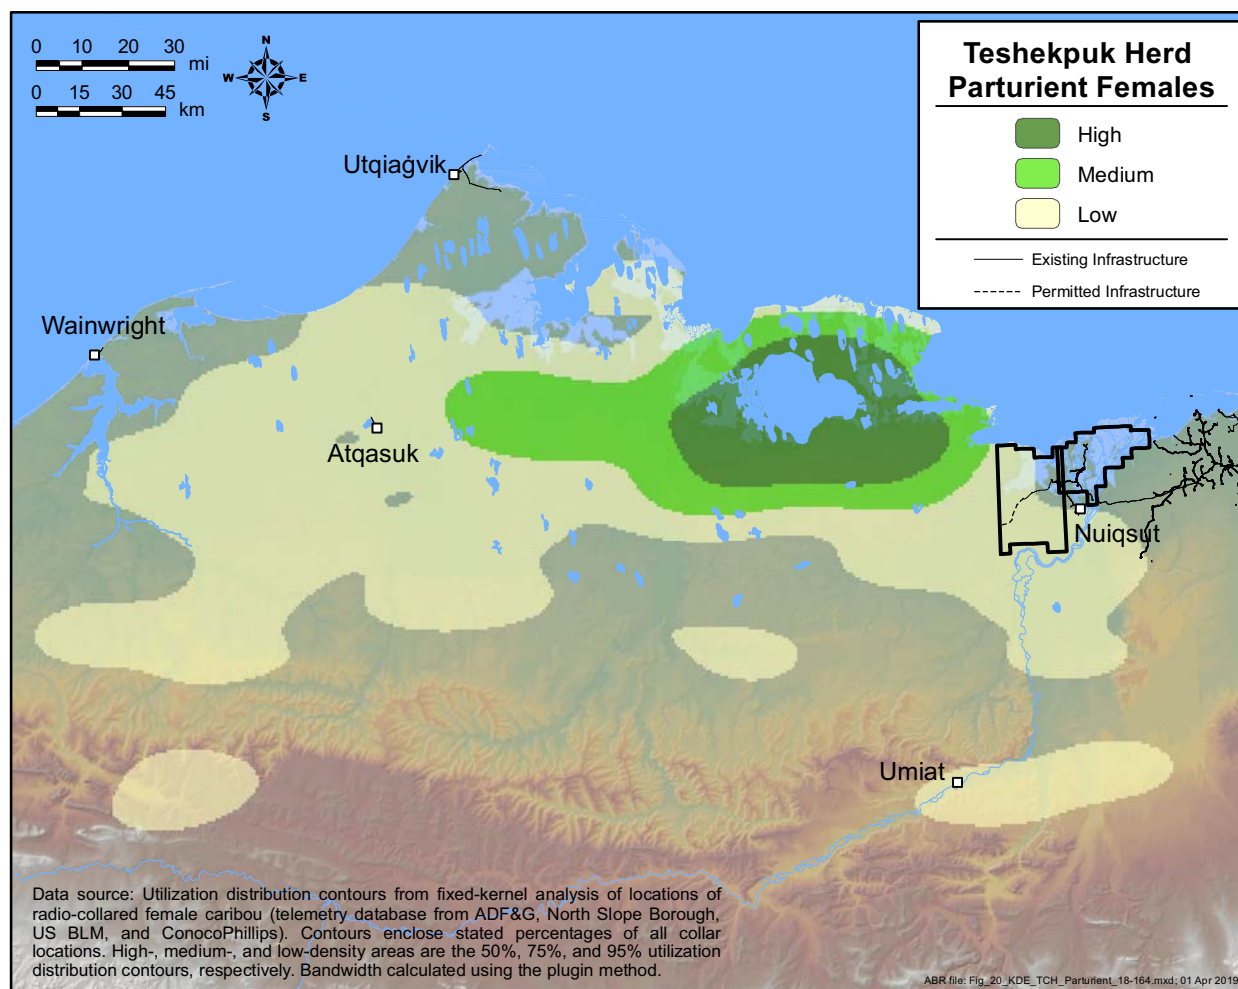 Teshekpuk Herd
Parturient Females
High
Medium
Low
Existing Infrastructure
Permitted Infrastructure
0 10 20 30
mi
0 15 30 45
km
N
W E
S
Utqiaġvik
Wainwright
Atqasuk
Nuiqsut
Umiat
Data source: Utilization distribution contours from fixed-kernel analysis of locations of
radio-collared female caribou (telemetry database from ADF&G, North Slope Borough,
US BLM, and ConocoPhillips). Contours enclose stated percentages of all collar
locations. High-, medium-, and low-density areas are the 50%, 75%, and 95% utilization
distribution contours, respectively. Bandwidth calculated using the plugin method.
ABR file: Fig_20_KDE_TCH_Parturient_18-164.mxd; 01 Apr 2019